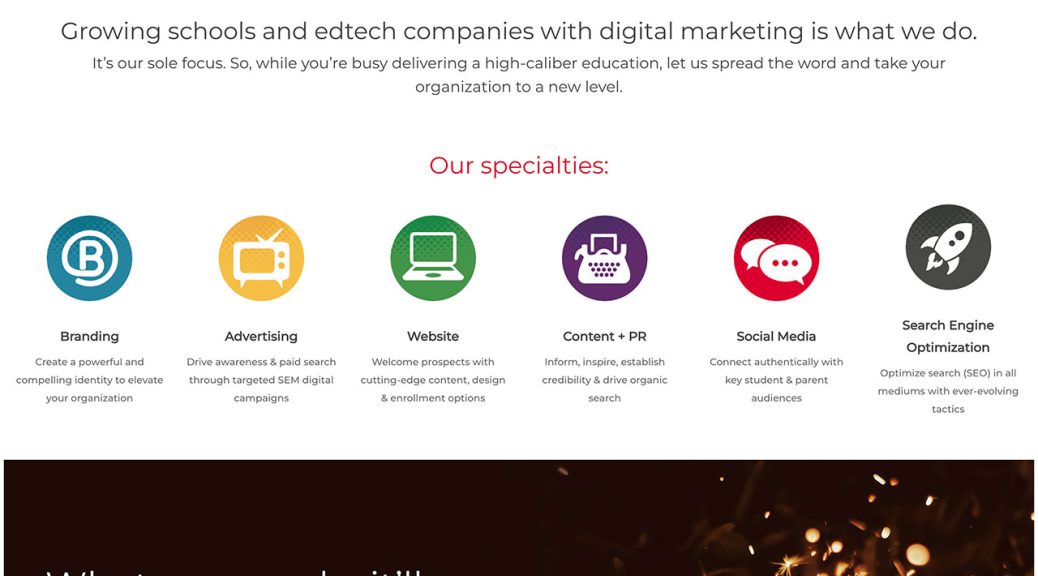 Growing schools and edtech companies with digital marketing is what we do.
It’s our sole focus. So, while you’re busy delivering a high-caliber education, let us spread the word and take your
organization to a new level.
Our specialties:
B
Branding
Create a powerful and
compelling identity to elevate
your organization
Advertising
Drive awareness & paid search
through targeted SEM digital
campaigns
Website
Welcome prospects with
cutting-edge content, design
& enrollment options
Content + PR
Inform, inspire, establish
credibility & drive organic
search
Social Media
Connect authentically with
key student & parent
audiences
Search Engine
Optimization
Optimize search (SEO) in all
mediums with ever-evolving
tactics